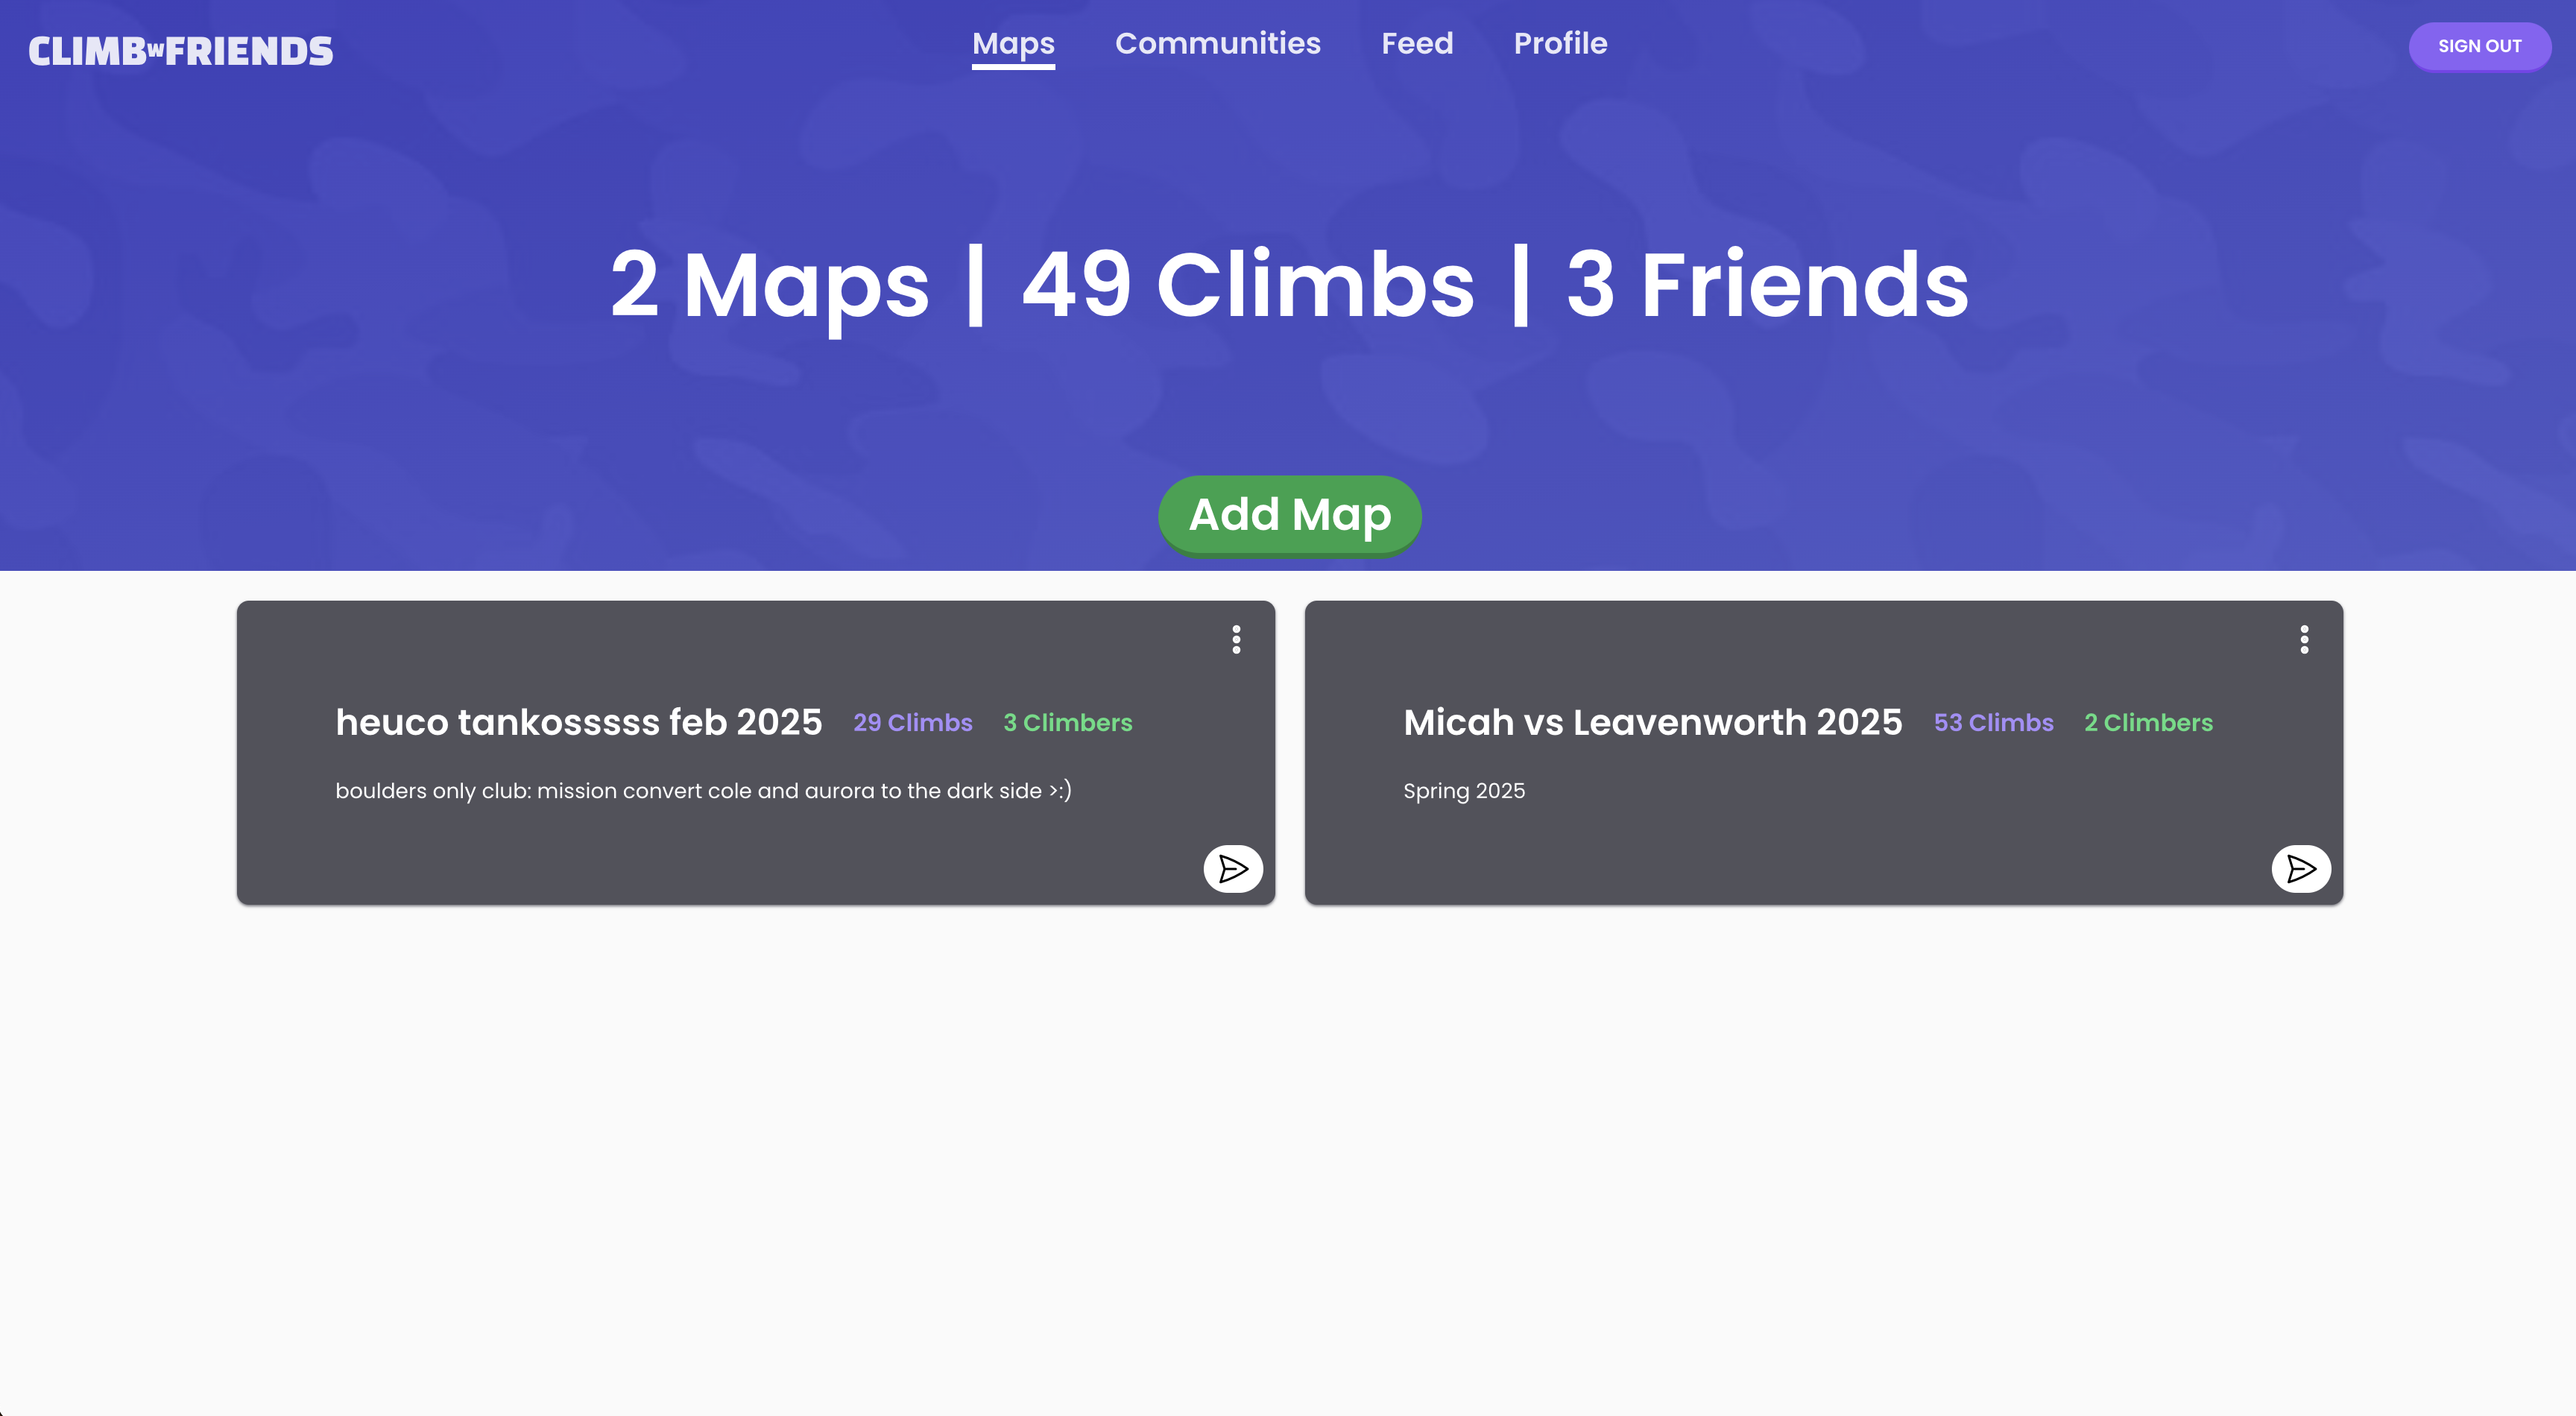 CLIMBwFRIENDS
Maps Communities Feed Profile
SIGN OUT
2 Maps | 49 Climbs | 3 Friends
Add Map
heuco tankosssss feb 2025 29 Climbs 3 Climbers
boulders only club: mission convert cole and aurora to the dark side >:)
Micah vs Leavenworth 2025 53 Climbs 2 Climbers
Spring 2025